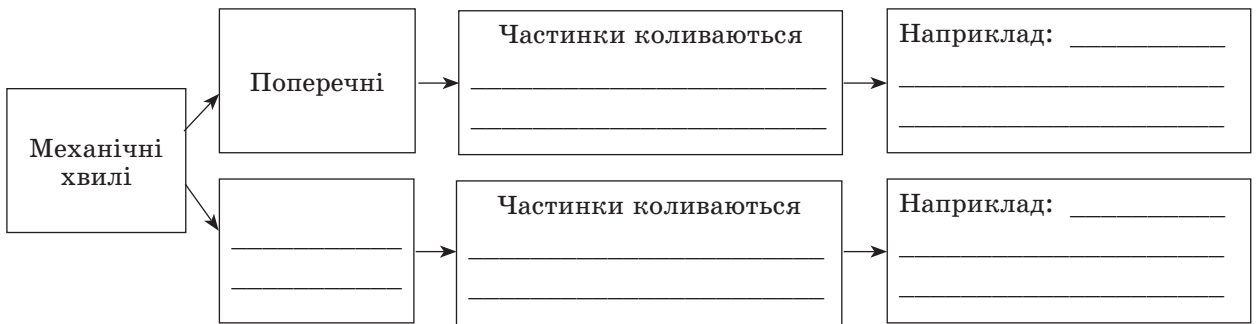 Механічні
хвилі
Поперечні
Частинки коливаються
Наприклад:
Частинки коливаються
Наприклад: